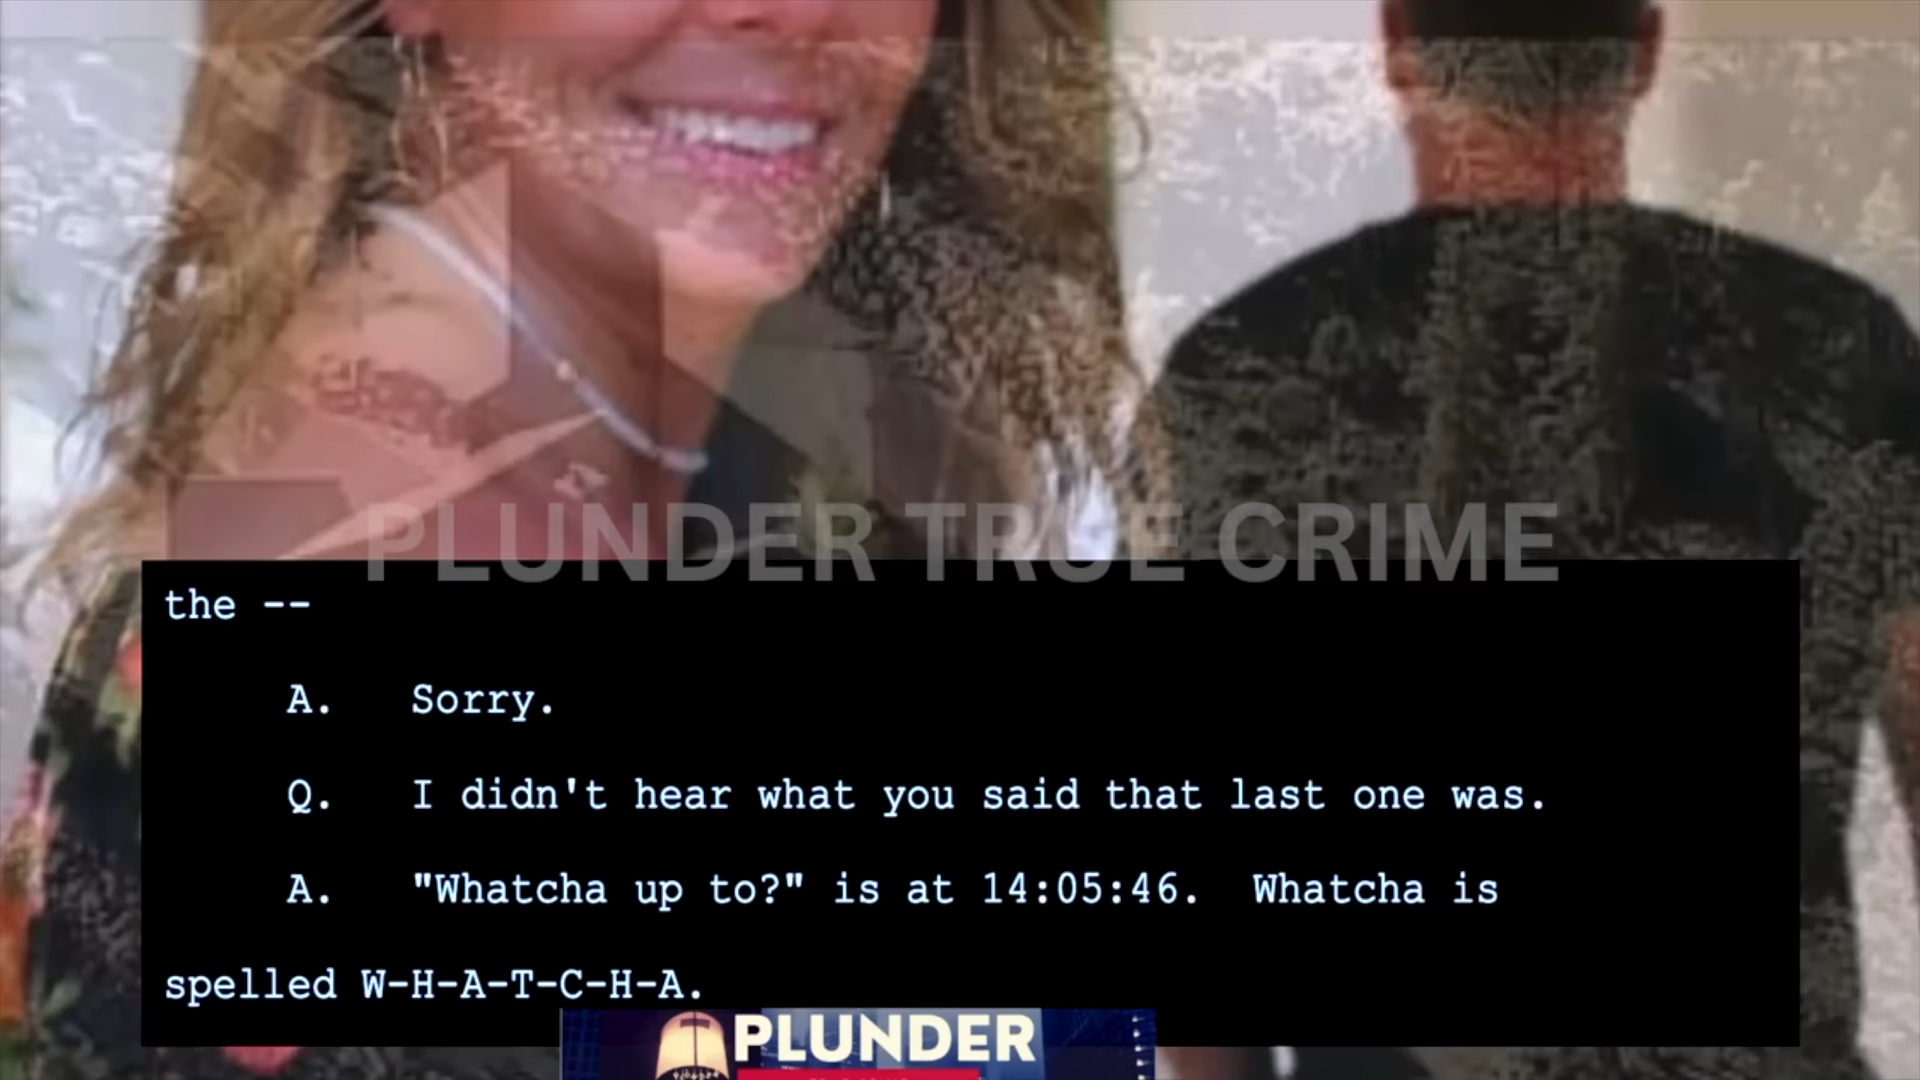 PLUNDER TRUE CRIME
the --
A. Sorry.
Q. I didn't hear what you said that last one was.
A. "Whatcha up to?" is at 14:05:46. Whatcha is
spelled W-H-A-T-C-H-A.
PLUNDER